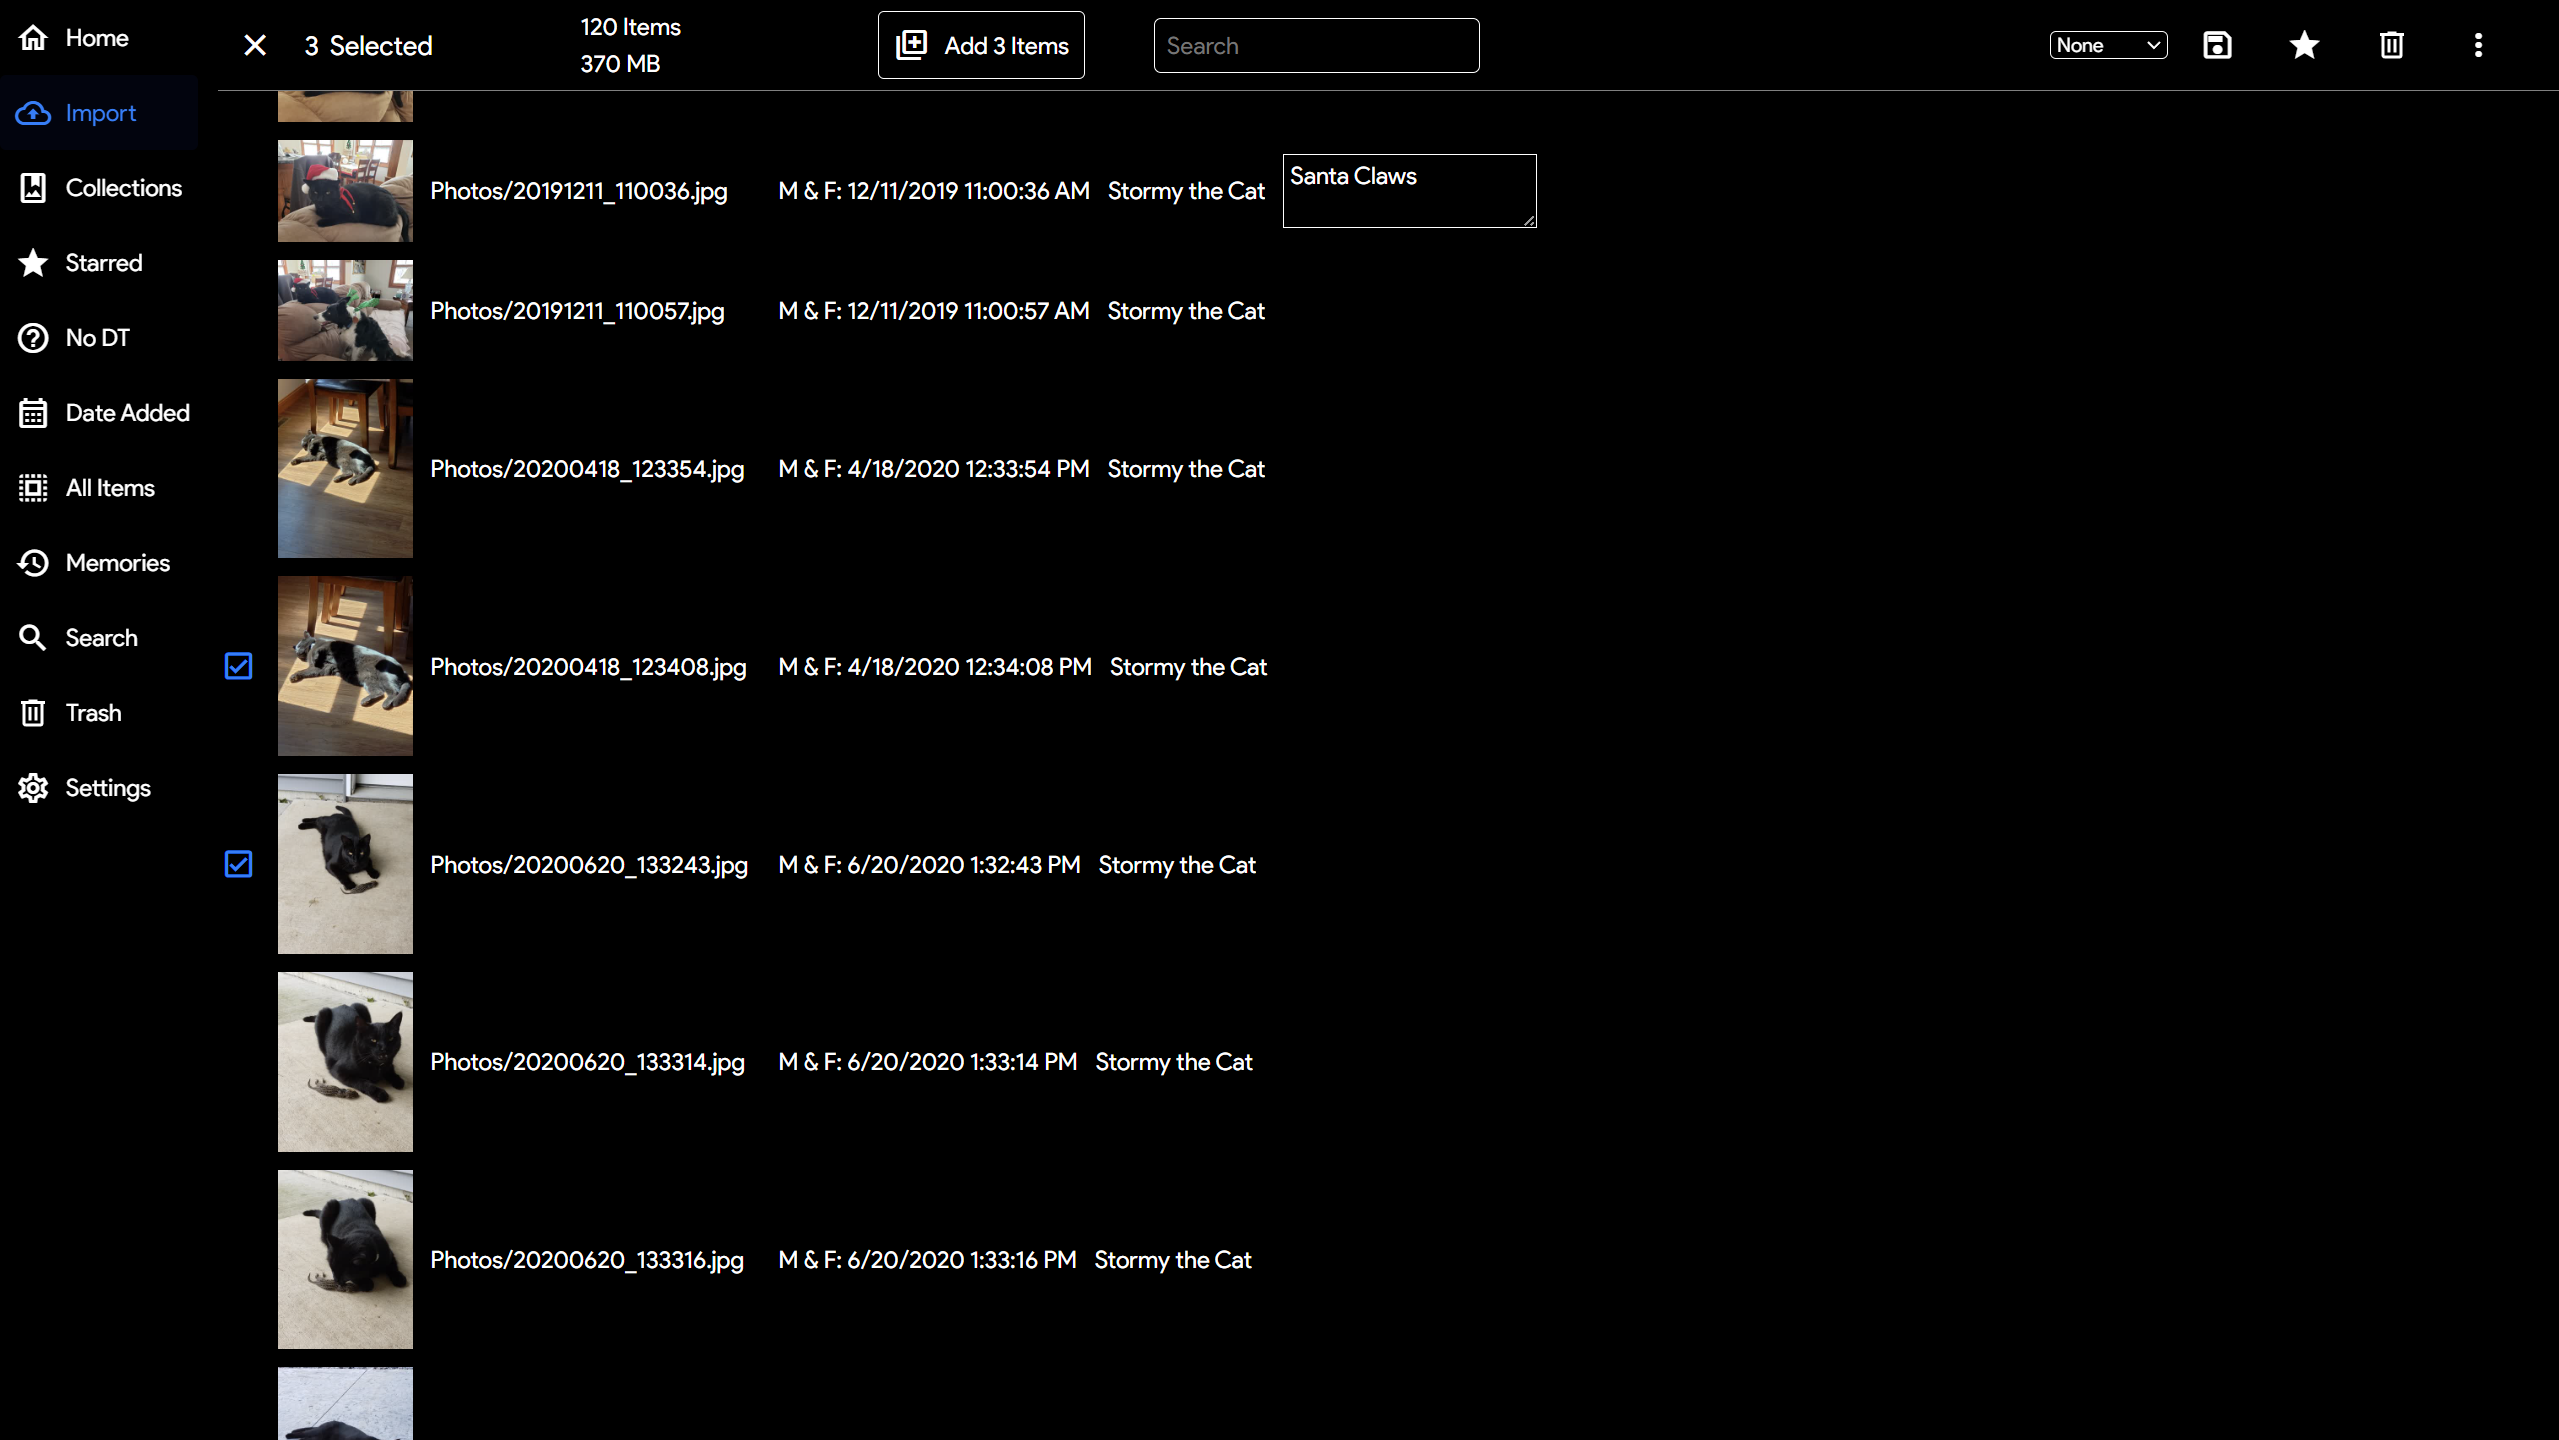 Home
Import
Collections
Starred
No DT
Date Added
All Items
Memories
Search
Trash
Settings
3 Selected
120 Items
370 MB
Add 3 Items
Search
None
Photos/20191211_110036.jpg M & F: 12/11/2019 11:00:36 AM Stormy the Cat Santa Claws
Photos/20191211_110057.jpg M & F: 12/11/2019 11:00:57 AM Stormy the Cat
Photos/20200418_123354.jpg M & F: 4/18/2020 12:33:54 PM Stormy the Cat
Photos/20200418_123408.jpg M & F: 4/18/2020 12:34:08 PM Stormy the Cat
Photos/20200620_133243.jpg M & F: 6/20/2020 1:32:43 PM Stormy the Cat
Photos/20200620_133314.jpg M & F: 6/20/2020 1:33:14 PM Stormy the Cat
Photos/20200620_133316.jpg M & F: 6/20/2020 1:33:16 PM Stormy the Cat